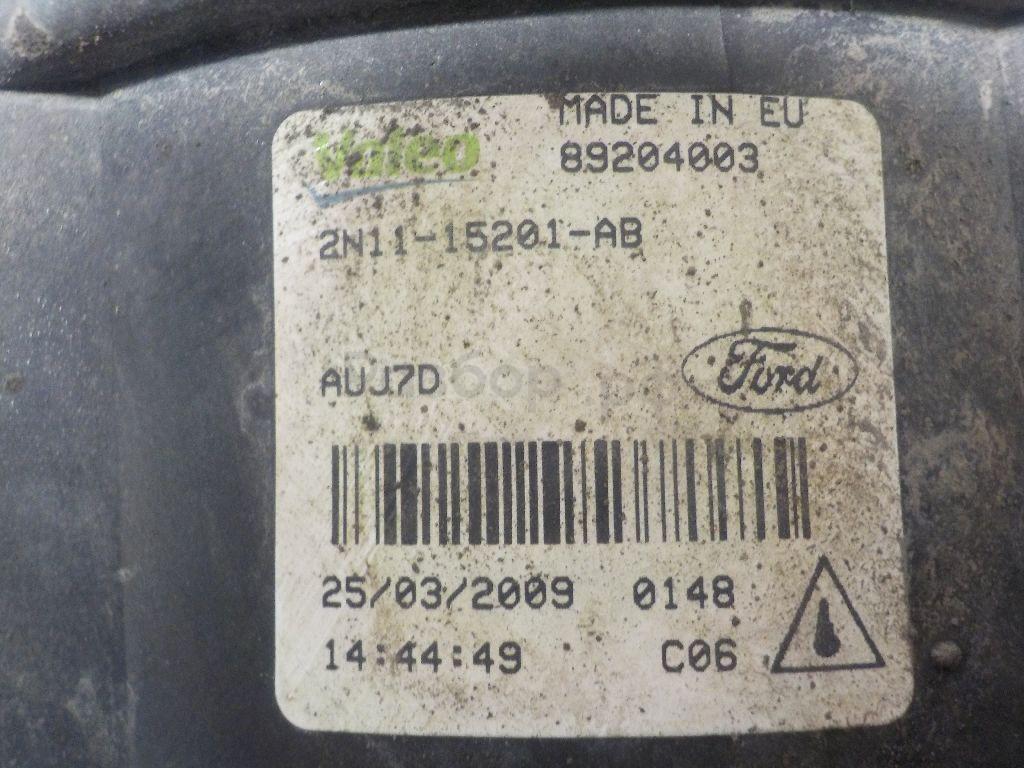 MADE IN EU
Valeo
89204003
2N11-15201-AB
AUJ7D
Ford
25/03/2009 0148
14:44:49 C06